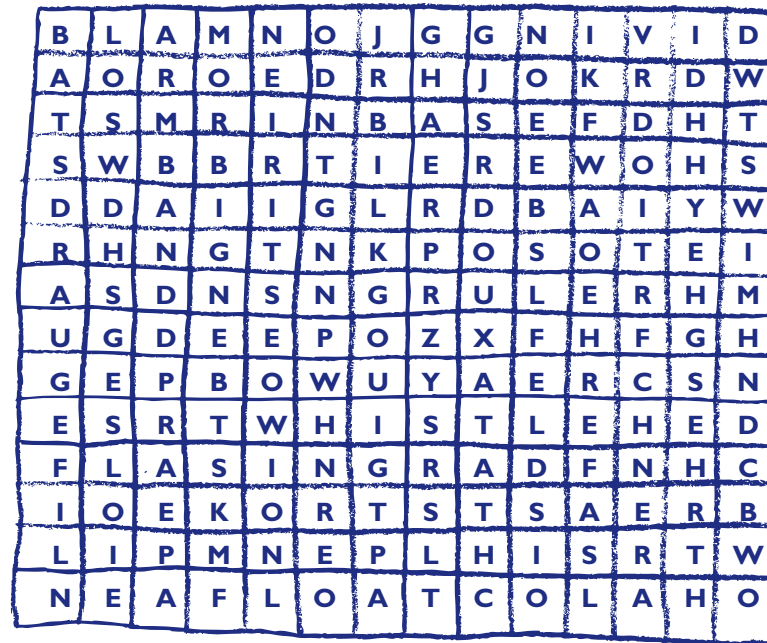 B L A M N O J G G N I V I D
A O R O E D R H J O K R D W
T S M R I N B A S E F D H T
S W B B R T I E R E W O H S
D D A I I G L R D B A I Y W
R H N G T N K P O S O T E I
A S D N S N G R U L E R H M
U G D E E P O Z X F H F G H
G E P B O W U Y A E R C S N
E S R T W H I S T L E H E D
F L A S I N G R A D F N H C
I O E K O R T S T S A E R B
L I P M N E P L H I S R T W
N E A F L O A T C O L A H O